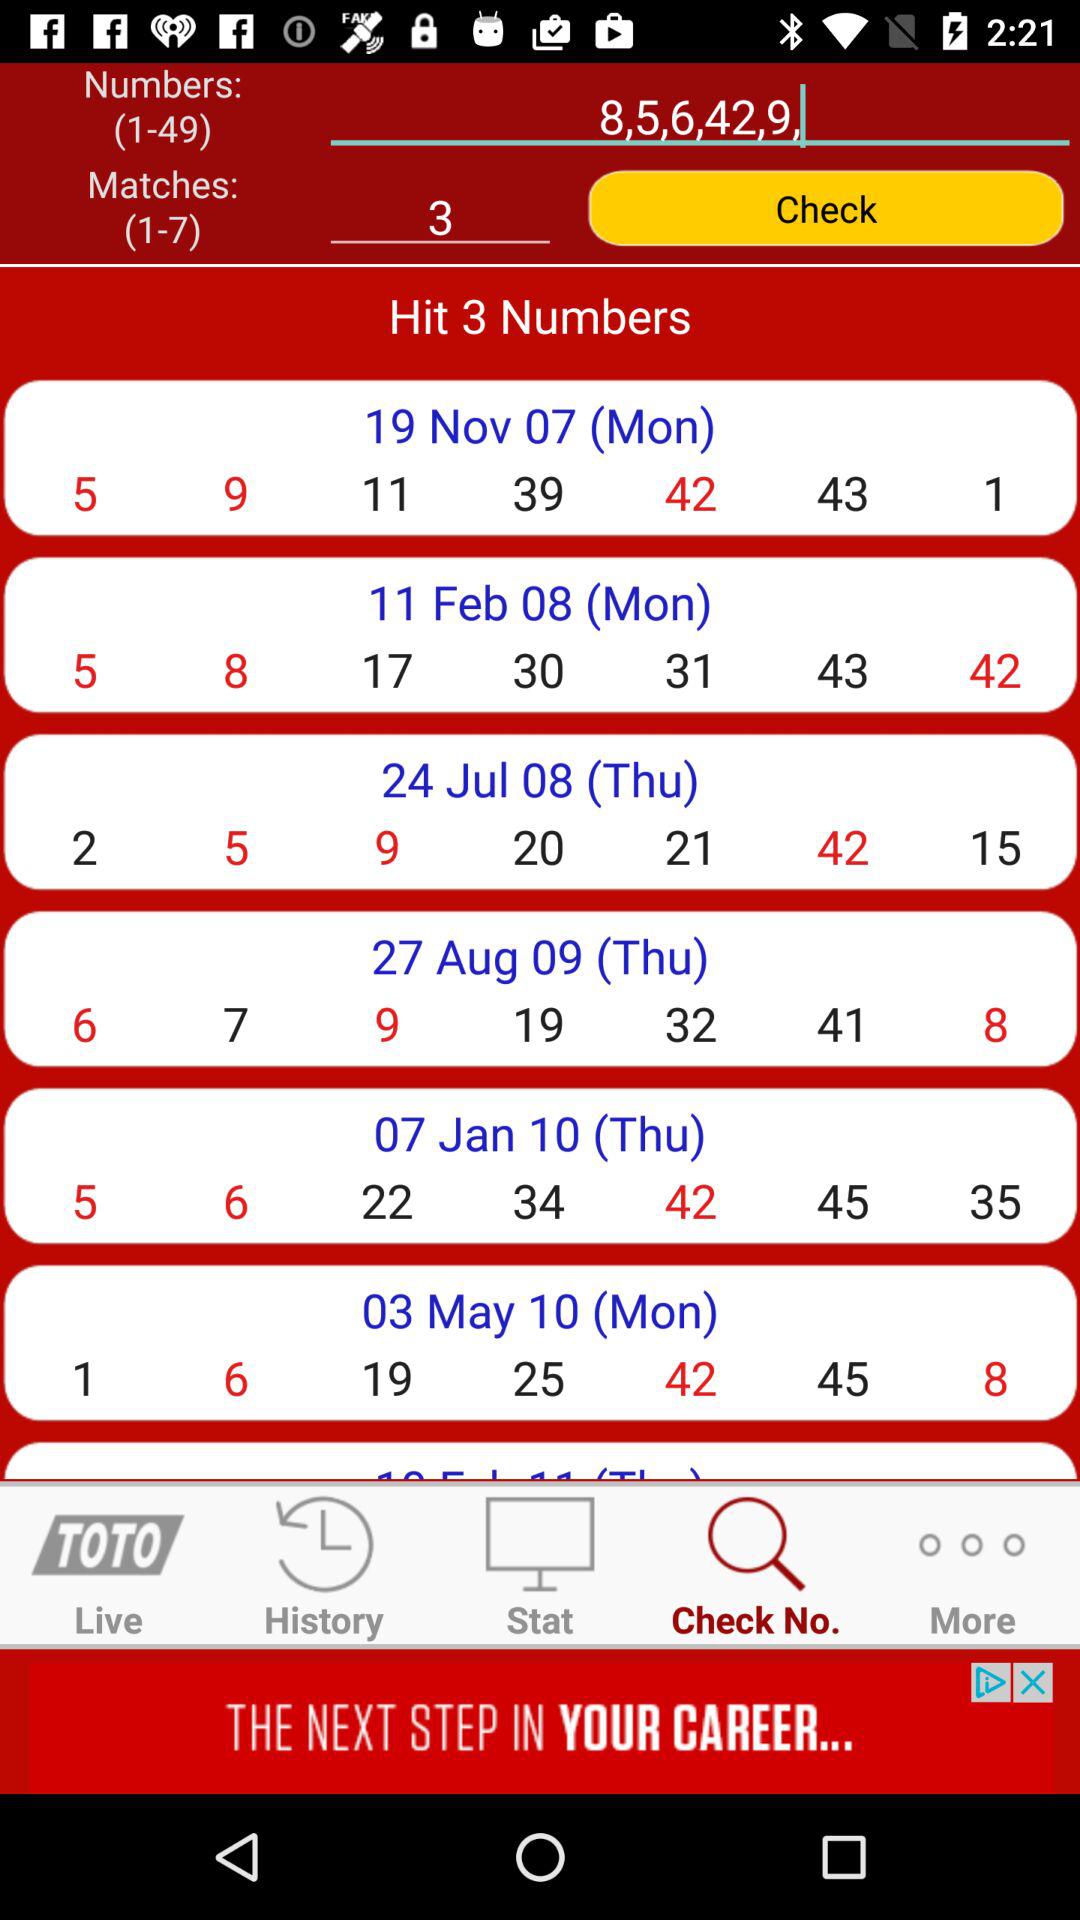 FAKE 2:21
Numbers:
(1-49)
8,5,6,42,9,
Matches:
(1-7)
3
Check
Hit 3 Numbers
19 Nov 07 (Mon)
5 9 11 39 42 43 1
11 Feb 08 (Mon)
5 8 17 30 31 43 42
24 Jul 08 (Thu)
2 5 9 20 21 42 15
27 Aug 09 (Thu)
6 7 9 19 32 41 8
07 Jan 10 (Thu)
5 6 22 34 42 45 35
03 May 10 (Mon)
1 6 19 25 42 45 8
TOTO
Live History Stat Check No. More
THE NEXT STEP IN YOUR CAREER...